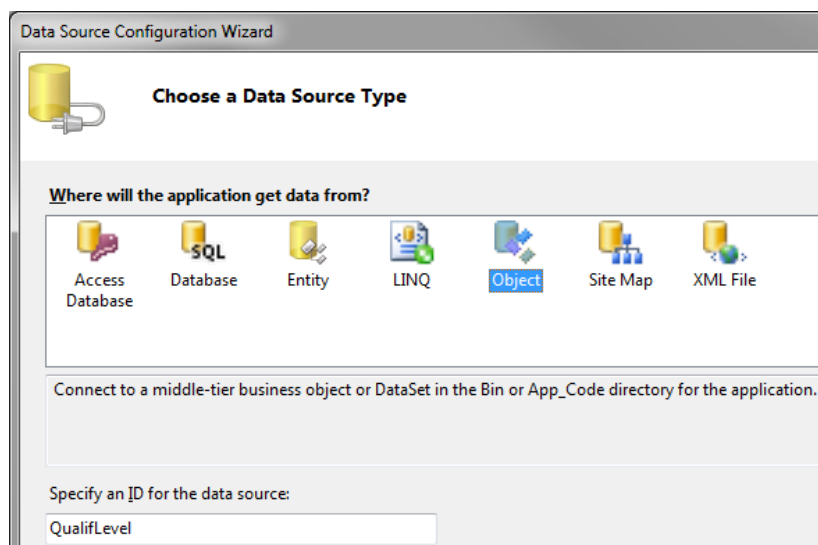 Data Source Configuration Wizard
Choose a Data Source Type
Where will the application get data from?
SQL
Access Database
Database
Entity
LINQ
Object
Site Map
XML File
Connect to a middle-tier business object or DataSet in the Bin or App_Code directory for the application.
Specify an ID for the data source:
QualifLevel